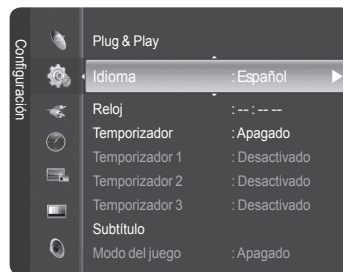 Configuración
Plug & Play
Idioma : Español
Reloj : -- : -- --
Temporizador : Apagado
Temporizador 1 : Desactivado
Temporizador 2 : Desactivado
Temporizador 3 : Desactivado
Subtítulo
Modo del juego : Apagado